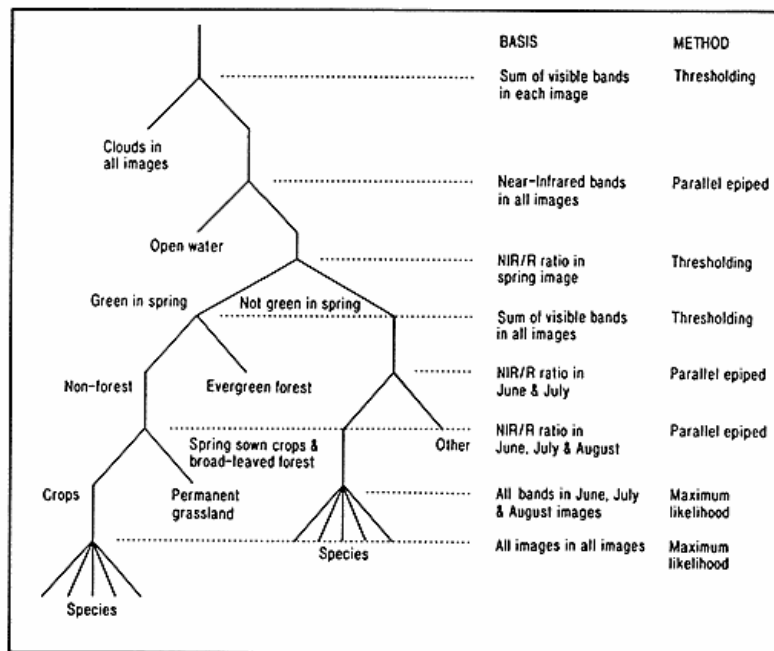 BASIS METHOD
Sum of visible bands Thresholding
in each image
Clouds in
all images
Near-Infrared bands Parallel epiped
in all images
Open water
NIR/R ratio in Thresholding
spring image
Green in spring Not green in spring
Sum of visible bands Thresholding
in all images
Non-forest Evergreen forest NIR/R ratio in Parallel epiped
June & July
Spring sown crops & Other NIR/R ratio in Parallel epiped
broad-leaved forest June, July & August
Crops Permanent All bands in June, July Maximum
grassland & August images likelihood
Species All images in all images Maximum
likelihood
Species